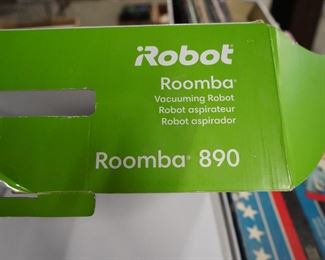 iRobot
Roomba®
Vacuuming Robot
Robot aspirateur
Robot aspirador
Roomba® 890